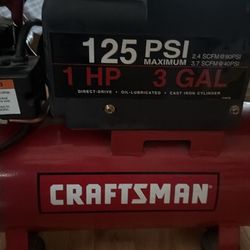 125 PSI
MAXIMUM
2.4 SCFM @ 90PSI
3.7 SCFM @ 40PSI
1 HP 3 GAL
DIRECT-DRIVE • OIL-LUBRICATED • CAST IRON CYLINDER
CRAFTSMAN